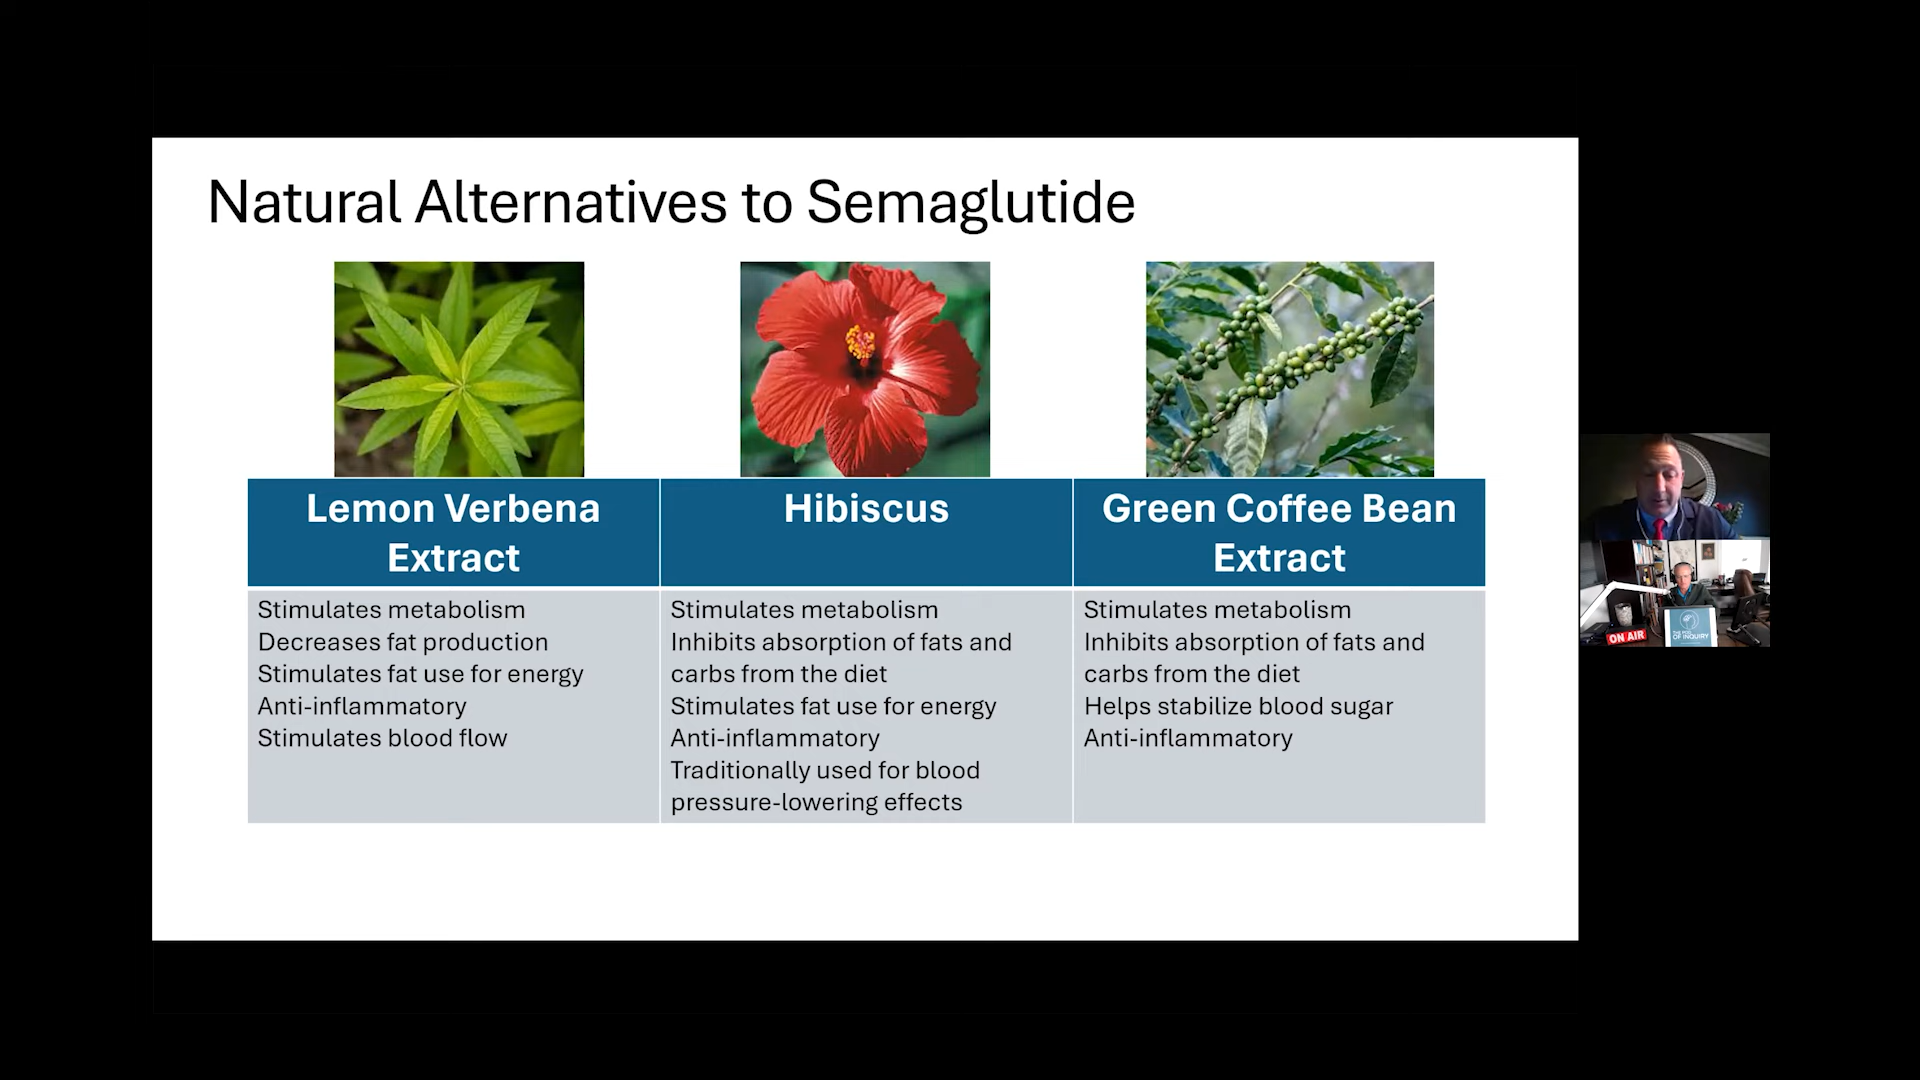 Natural Alternatives to Semaglutide
Lemon Verbena
Extract
Stimulates metabolism
Decreases fat production
Stimulates fat use for energy
Anti-inflammatory
Stimulates blood flow
Hibiscus
Stimulates metabolism
Inhibits absorption of fats and
carbs from the diet
Stimulates fat use for energy
Anti-inflammatory
Traditionally used for blood
pressure-lowering effects
Green Coffee Bean
Extract
Stimulates metabolism
Inhibits absorption of fats and
carbs from the diet
Helps stabilize blood sugar
Anti-inflammatory
ON AIR
OF INQUIRY